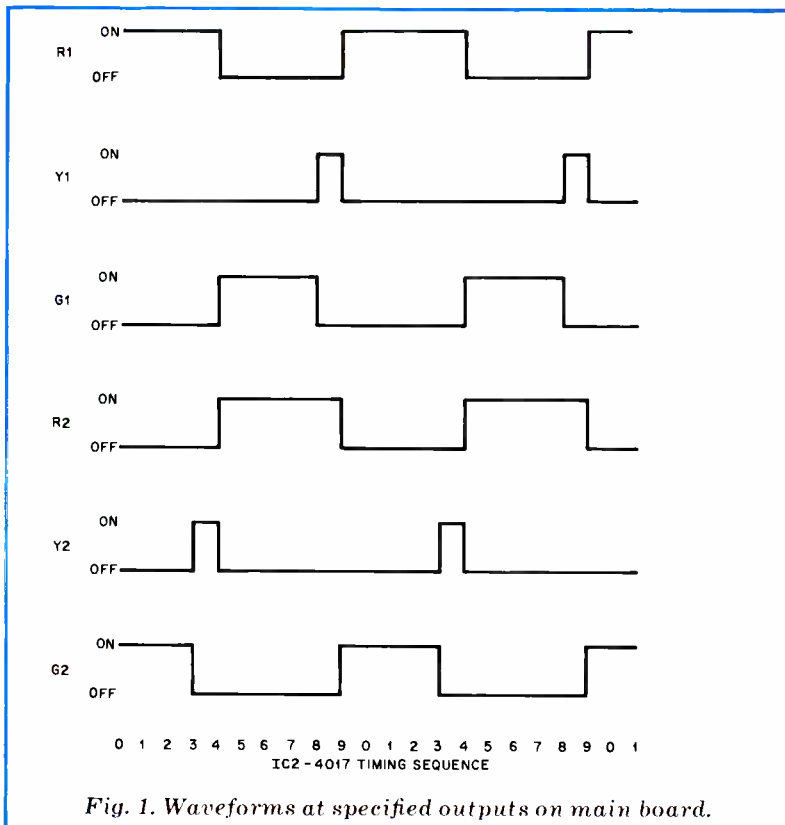 R1
ON
OFF
Y1
ON
OFF
G1
ON
OFF
R2
ON
OFF
Y2
ON
OFF
G2
ON
OFF
0 1 2 3 4 5 6 7 8 9 0 1 2 3 4 5 6 7 8 9 0 1
IC2-4017 TIMING SEQUENCE
Fig. 1. Waveforms at specified outputs on main board.